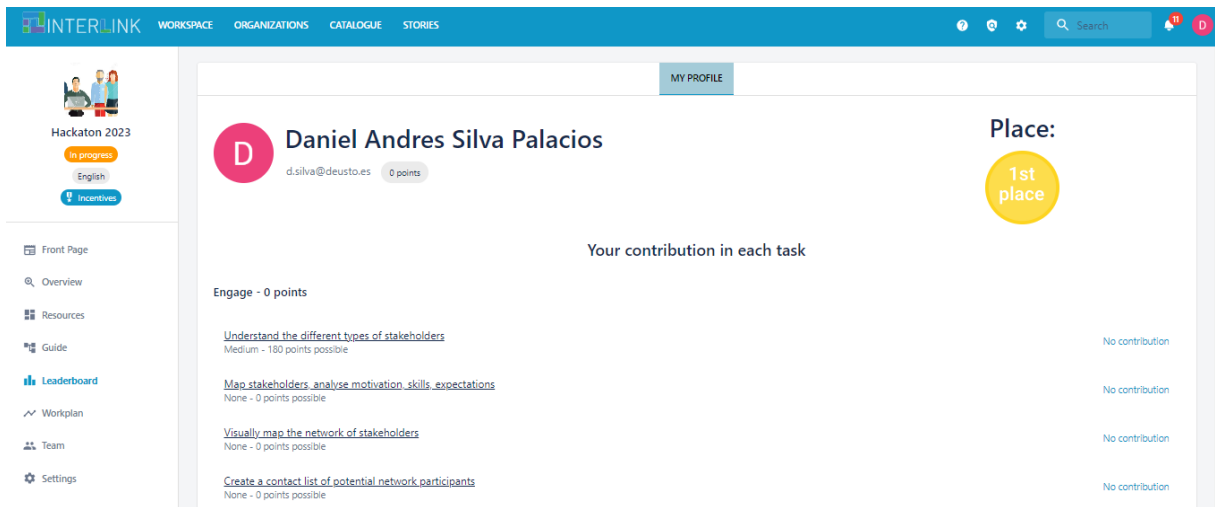 INTERLINK WORKSPACE ORGANIZATIONS CATALOGUE STORIES Search 11 D
Hackaton 2023
In progress
English
Incentives
Front Page
Overview
Resources
Guide
Leaderboard
Workplan
Team
Settings
MY PROFILE
D
Daniel Andres Silva Palacios
d.silva@deusto.es 0 points
Place:
1st
place
Your contribution in each task
Engage - 0 points
Understand the different types of stakeholders
Medium - 180 points possible
No contribution
Map stakeholders, analyse motivation, skills, expectations
None - 0 points possible
No contribution
Visually map the network of stakeholders
None - 0 points possible
No contribution
Create a contact list of potential network participants
None - 0 points possible
No contribution